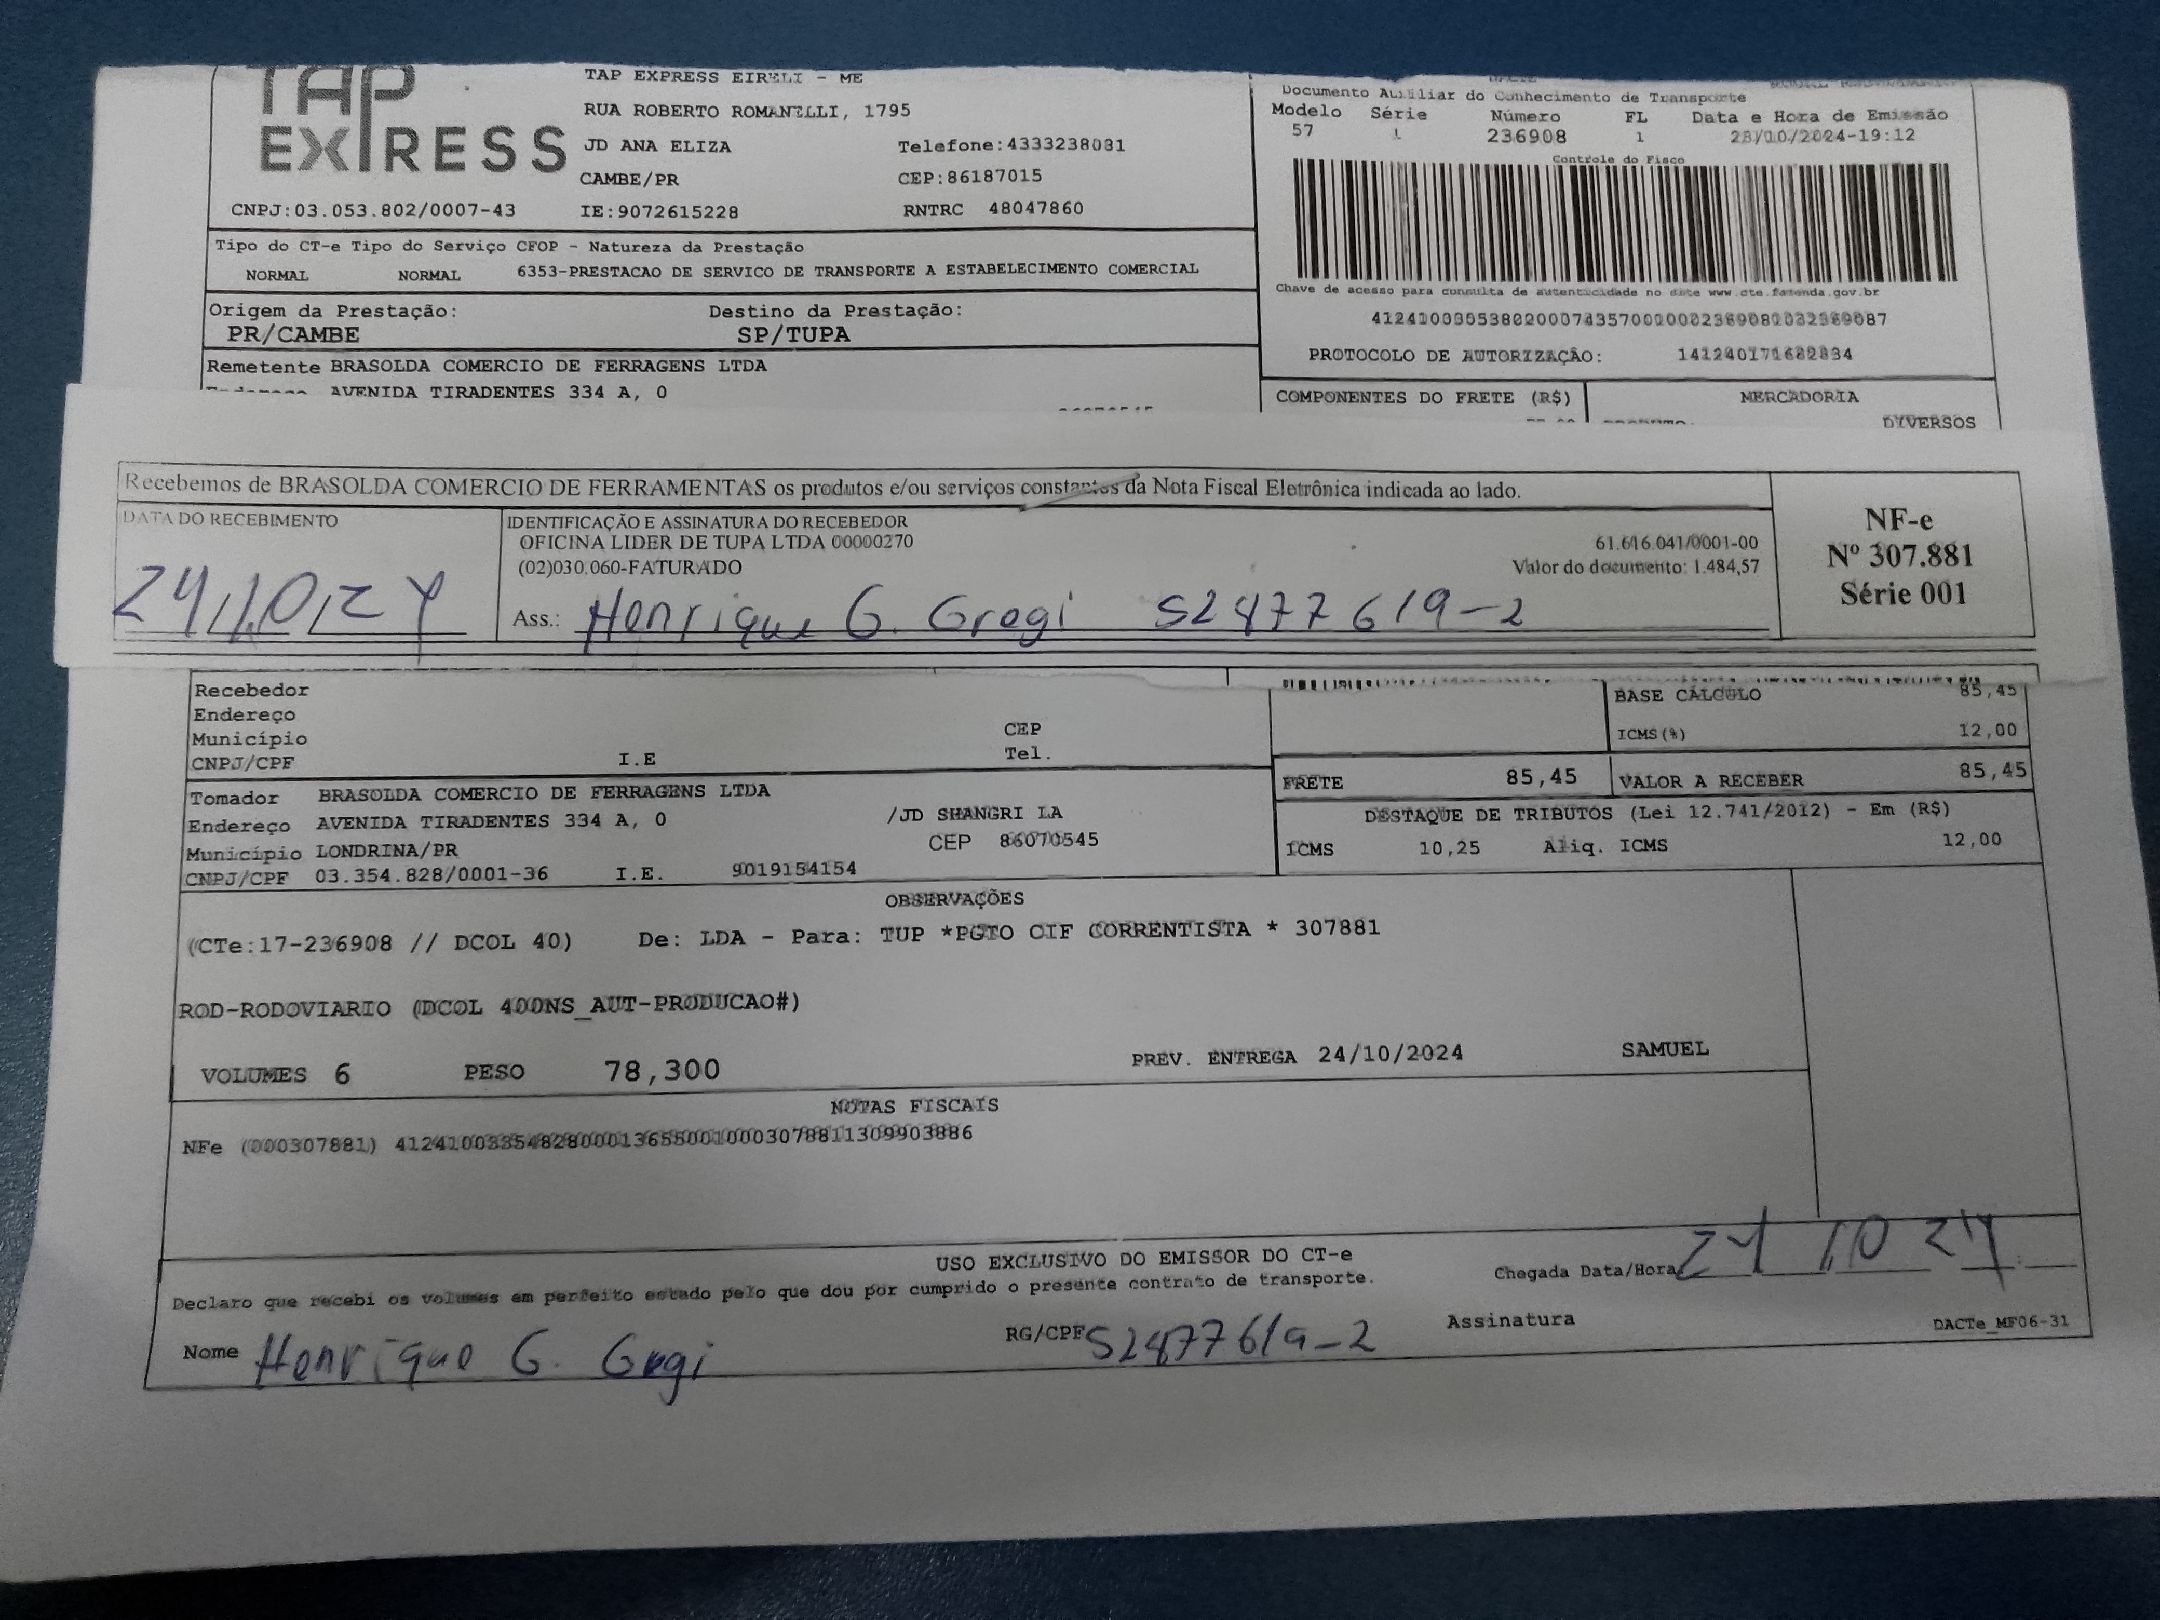 TAP EXPRESS
TAP EXPRESS EIRELI - ME
RUA ROBERTO ROMANELLI, 1795
JD ANA ELIZA Telefone:4333238031
CAMBE/PR CEP:86187015
CNPJ:03.053.802/0007-43 IE:9072615228 RNTRC 48047860
Documento Auxiliar do Conhecimento de Transporte
Modelo Série Número FL Data e Hora de Emissão
57 1 236908 1 23/10/2024-19:12
Controle do Fisco
Chave de acesso para consulta de autenticidade no site www.cte.fazenda.gov.br
PROTOCOLO DE AUTORIZAÇÃO: 141240171682834
Tipo do CT-e Tipo do Serviço CFOP - Natureza da Prestação
NORMAL NORMAL 6353-PRESTACAO DE SERVICO DE TRANSPORTE A ESTABELECIMENTO COMERCIAL
Origem da Prestação: Destino da Prestação:
PR/CAMBE SP/TUPA
Remetente BRASOLDA COMERCIO DE FERRAGENS LTDA
AVENIDA TIRADENTES 334 A, 0
COMPONENTES DO FRETE (R$) MERCADORIA
DIVERSOS
Recebemos de BRASOLDA COMERCIO DE FERRAMENTAS os produtos e/ou serviços constantes da Nota Fiscal Eletrônica indicada ao lado.
DATA DO RECEBIMENTO
24/10/24
IDENTIFICAÇÃO E ASSINATURA DO RECEBEDOR
OFICINA LIDER DE TUPA LTDA 00000270 61.616.041/0001-00
(02)030.060-FATURADO Valor do documento: 1.484,57
Ass.: Henrique G. Gregi 52477619-2
NF-e
Nº 307.881
Série 001
Recebedor
Endereço
Município CEP
CNPJ/CPF I.E Tel.
BASE CÁLCULO 85,45
ICMS(%) 12,00
FRETE 85,45 VALOR A RECEBER 85,45
Tomador BRASOLDA COMERCIO DE FERRAGENS LTDA
Endereço AVENIDA TIRADENTES 334 A, 0 /JD SHANGRI LA
Município LONDRINA/PR CEP 86070545
CNPJ/CPF 03.354.828/0001-36 I.E. 9019154154
DESTAQUE DE TRIBUTOS (Lei 12.741/2012) - Em (R$)
ICMS 10,25 Aliq. ICMS 12,00
OBSERVAÇÕES
(CTe:17-236908 // DCOL 40) De: LDA - Para: TUP *PGTO CIF CORRENTISTA * 307881
ROD-RODOVIARIO (DCOL 400NS_AUT-PRODUCAO#)
VOLUMES 6 PESO 78,300 PREV. ENTREGA 24/10/2024 SAMUEL
NOTAS FISCAIS
NFe (000307881) 41241003354828000136550010003078811309903886
USO EXCLUSIVO DO EMISSOR DO CT-e
Declaro que recebi os volumes em perfeito estado pelo que dou por cumprido o presente contrato de transporte.
Chegada Data/Hora 24 10 24
Nome Henrique G. Gregi RG/CPF 52477619-2 Assinatura
DACTe_MF06-31